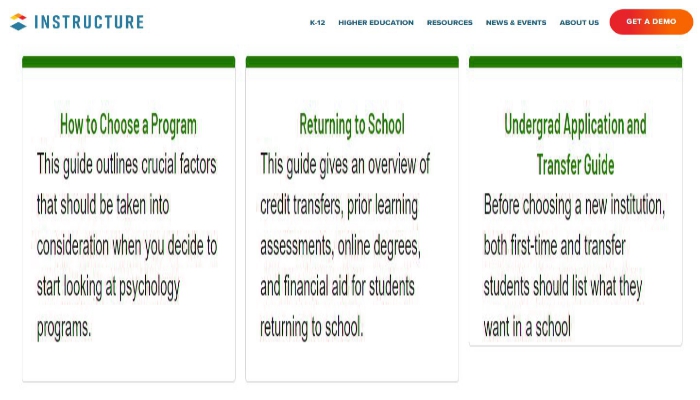 INSTRUCTURE
K-12 HIGHER EDUCATION RESOURCES NEWS & EVENTS ABOUT US GET A DEMO
How to Choose a Program
This guide outlines crucial factors
that should be taken into
consideration when you decide to
start looking at psychology
programs.
Returning to School
This guide gives an overview of
credit transfers, prior learning
assessments, online degrees,
and financial aid for students
returning to school.
Undergrad Application and
Transfer Guide
Before choosing a new institution,
both first-time and transfer
students should list what they
want in a school